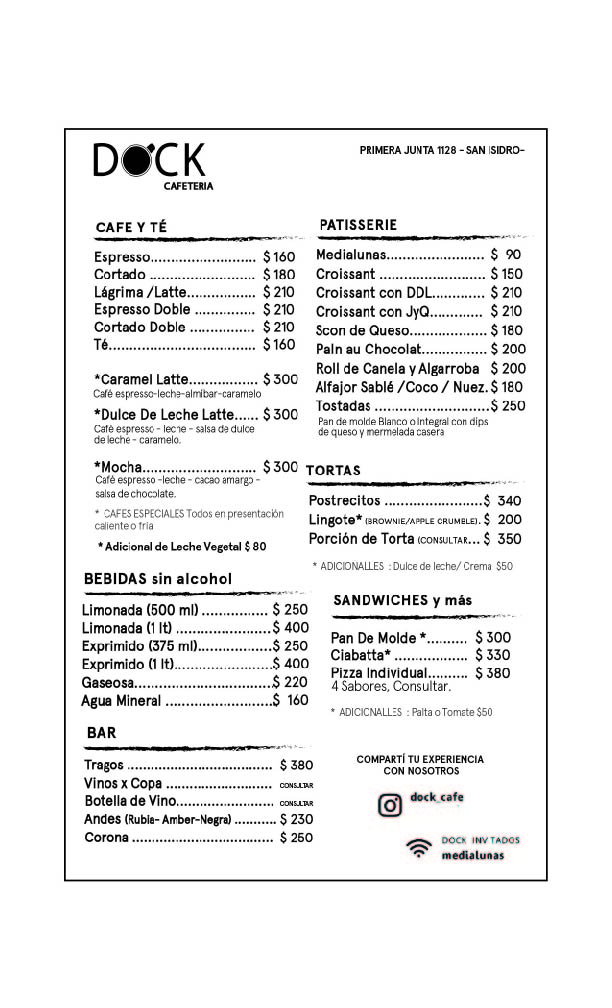 DOCK
CAFETERIA
PRIMERA JUNTA 1128 - SAN ISIDRO-
CAFE Y TÉ
Espresso......................... $ 160
Cortado ......................... $ 180
Lágrima /Latte................ $ 210
Espresso Doble .............. $ 210
Cortado Doble ............... $ 210
Té................................... $ 160
*Caramel Latte................ $ 300
Café espresso-leche-almibar-caramelo
*Dulce De Leche Latte...... $ 300
Café espresso - leche - salsa de dulce
de leche - caramelo.
*Mocha........................... $ 300
Café espresso -leche - cacao amargo -
salsa de chocolate.
* CAFES ESPECIALES Todos en presentación
caliente o fria
* Adicional de Leche Vegetal $ 80
BEBIDAS sin alcohol
Limonada (500 ml) ................ $ 250
Limonada (1 lt) ......................$ 400
Exprimido (375 ml)................. $ 250
Exprimido (1 lt).......................$ 400
Gaseosa................................$ 220
Agua Mineral .........................$ 160
BAR
Tragos .................................. $ 380
Vinos x Copa ......................... CONSULTAR
Botella de Vino....................... CONSULTAR
Andes (Rubia- Amber-Negra) ........... $ 230
Corona .................................. $ 250
PATISSERIE
Medialunas....................... $ 90
Croissant ......................... $ 150
Croissant con DDL............. $ 210
Croissant con JyQ............. $ 210
Scon de Queso.................. $ 180
Pain au Chocolat............... $ 200
Roll de Canela y Algarroba $ 200
Alfajor Sablé /Coco / Nuez. $ 180
Tostadas ...........................$ 250
Pan de molde Blanco o Integral con dips
de queso y mermelada casera
TORTAS
Postrecitos .......................$ 340
Lingote* (BROWNIE/APPLE CRUMBLE). $ 200
Porción de Torta (CONSULTAR... $ 350
* ADICIONALLES : Dulce de leche/ Crema $50
SANDWICHES y más
Pan De Molde *.......... $ 300
Ciabatta* .................. $ 330
Pizza Individual.......... $ 380
4 Sabores, Consultar.
* ADICICNALLES : Palta o Tomate $50
COMPARTÍ TU EXPERIENCIA
CON NOSOTROS
dock_cafe
DOCK INVITADOS
medialunas